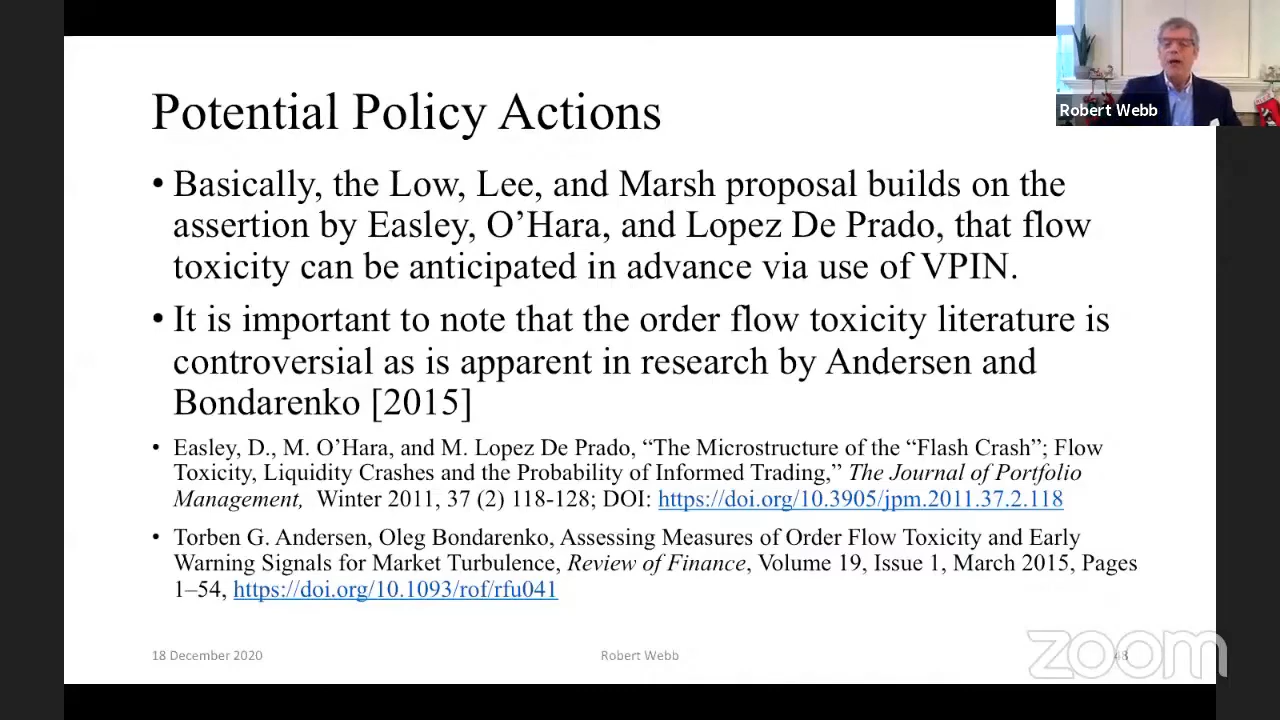 Robert Webb
Potential Policy Actions
• Basically, the Low, Lee, and Marsh proposal builds on the
assertion by Easley, O’Hara, and Lopez De Prado, that flow
toxicity can be anticipated in advance via use of VPIN.
• It is important to note that the order flow toxicity literature is
controversial as is apparent in research by Andersen and
Bondarenko [2015]
• Easley, D., M. O’Hara, and M. Lopez De Prado, “The Microstructure of the “Flash Crash”; Flow
Toxicity, Liquidity Crashes and the Probability of Informed Trading,” The Journal of Portfolio
Management, Winter 2011, 37 (2) 118-128; DOI: https://doi.org/10.3905/jpm.2011.37.2.118
• Torben G. Andersen, Oleg Bondarenko, Assessing Measures of Order Flow Toxicity and Early
Warning Signals for Market Turbulence, Review of Finance, Volume 19, Issue 1, March 2015, Pages
1–54, https://doi.org/10.1093/rof/rfu041
18 December 2020
Robert Webb
48
zoom